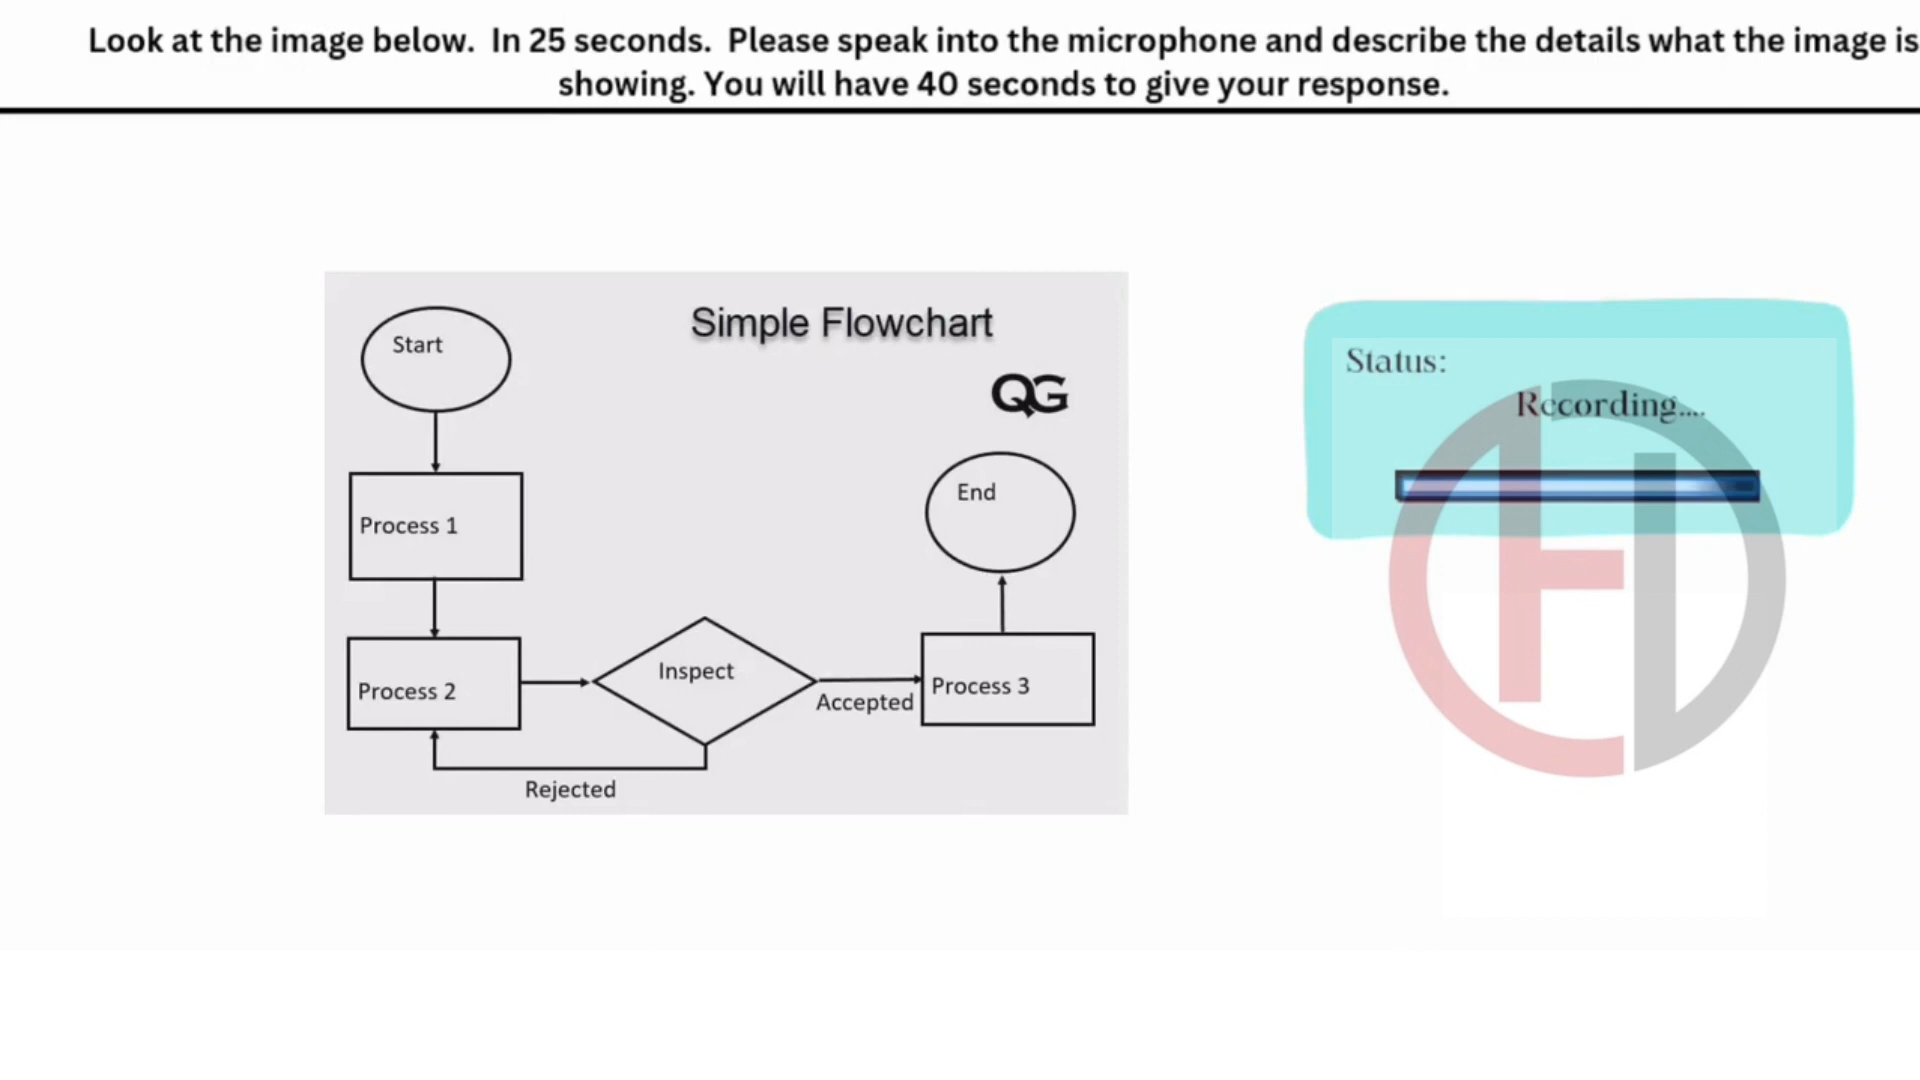 Look at the image below. In 25 seconds. Please speak into the microphone and describe the details what the image is
showing. You will have 40 seconds to give your response.
Simple Flowchart
QG
Start
Process 1
Process 2
Inspect
Accepted
Rejected
Process 3
End
Status:
Recording....